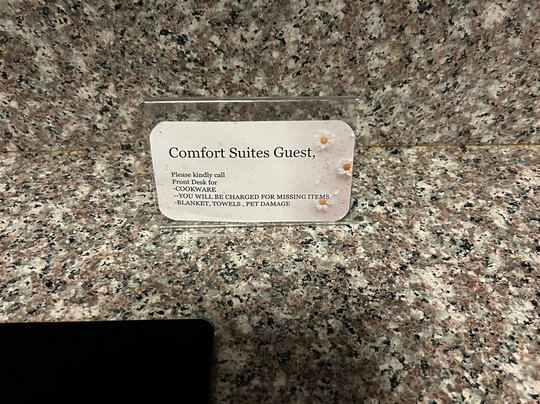 Comfort Suites Guest,
Please kindly call
Front Desk for
-COOKWARE
--YOU WILL BE CHARGED FOR MISSING ITEMS
-BLANKET, TOWELS , PET DAMAGE